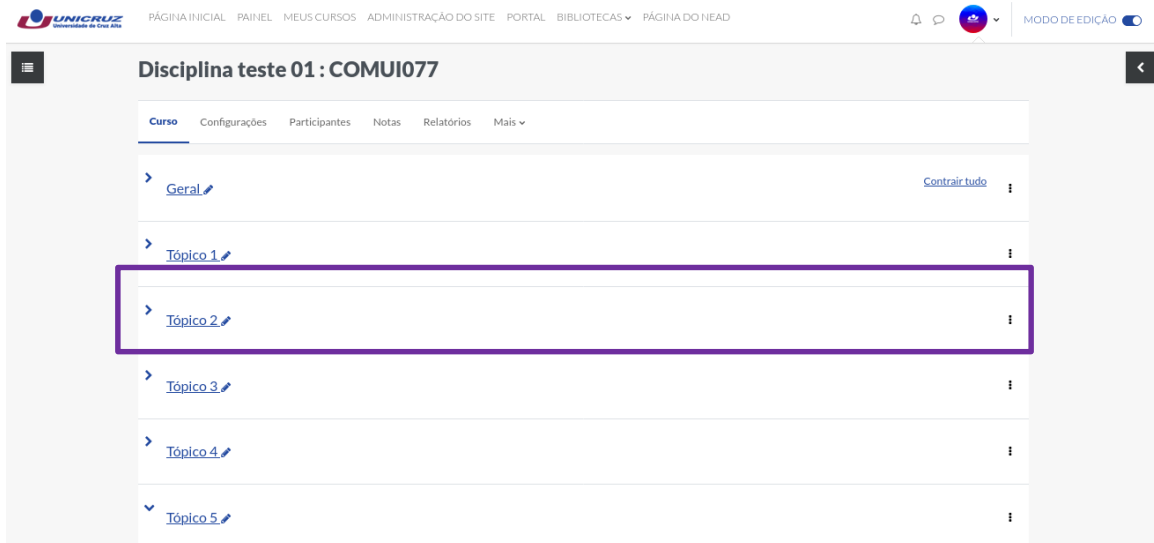 UNICRUZ
Universidade de Cruz Alta
PÁGINA INICIAL PAINEL MEUS CURSOS ADMINISTRAÇÃO DO SITE PORTAL BIBLIOTECAS PÁGINA DO NEAD
MODO DE EDIÇÃO
Disciplina teste 01 : COMUI077
Curso Configurações Participantes Notas Relatórios Mais
Geral
Contrair tudo
Tópico 1
Tópico 2
Tópico 3
Tópico 4
Tópico 5